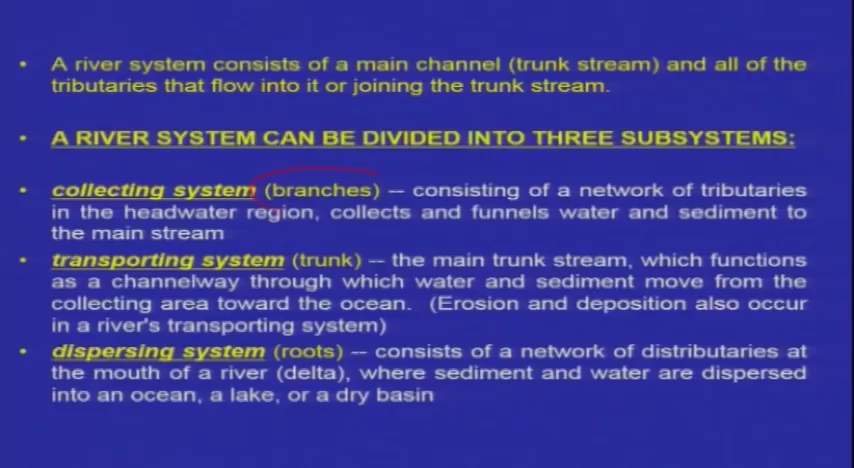 • A river system consists of a main channel (trunk stream) and all of the
tributaries that flow into it or joining the trunk stream.
• A RIVER SYSTEM CAN BE DIVIDED INTO THREE SUBSYSTEMS:
• collecting system (branches) -- consisting of a network of tributaries
in the headwater region, collects and funnels water and sediment to
the main stream
• transporting system (trunk) -- the main trunk stream, which functions
as a channelway through which water and sediment move from the
collecting area toward the ocean. (Erosion and deposition also occur
in a river's transporting system)
• dispersing system (roots) -- consists of a network of distributaries at
the mouth of a river (delta), where sediment and water are dispersed
into an ocean, a lake, or a dry basin